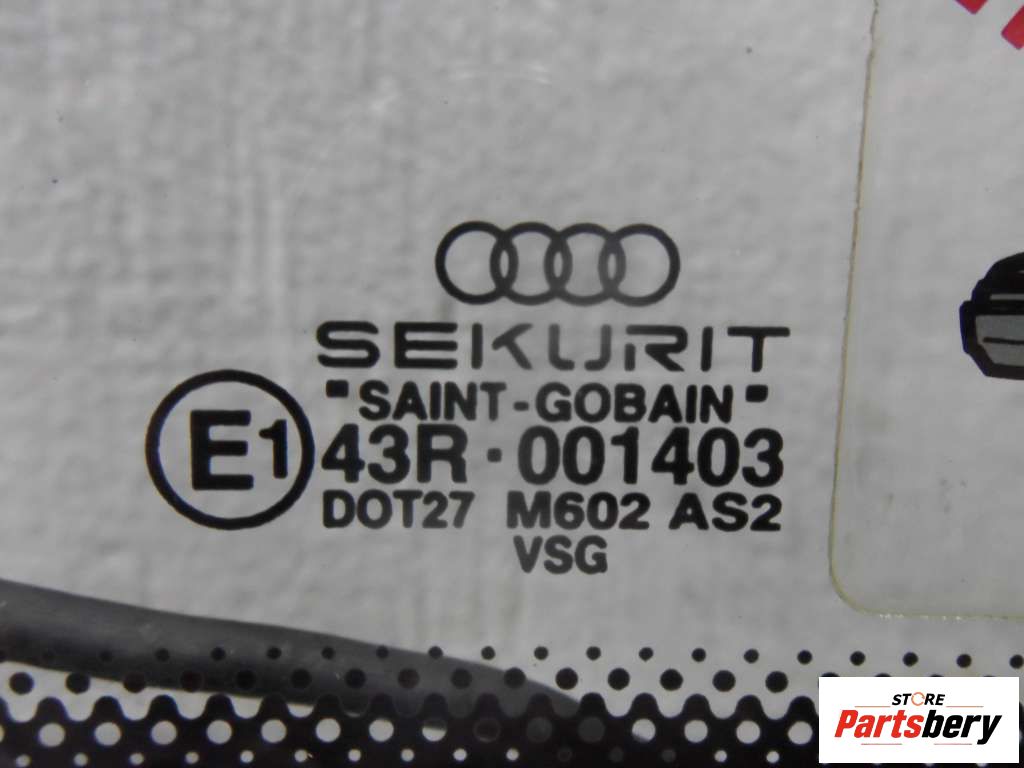 SEKURIT
"SAINT-GOBAIN"
E1 43R·001403
DOT27 M602 AS2
VSG
STORE
Partsbery